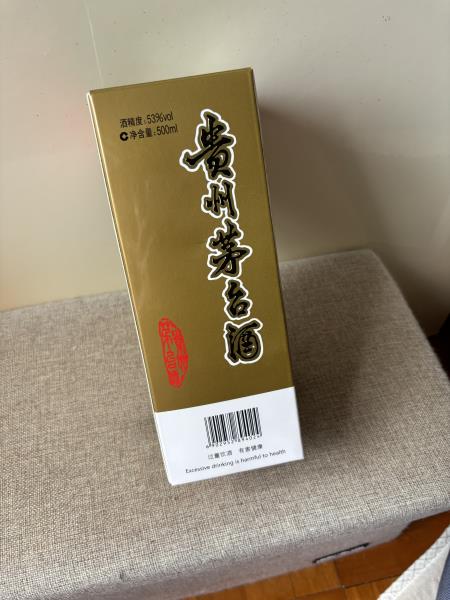 酒精度:53%vol
净含量:500ml
贵州茅台酒
过量饮酒 有害健康
Excessive drinking is harmful to health